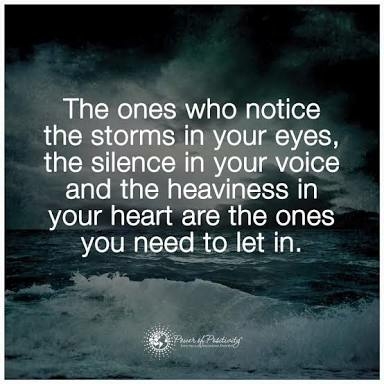 The ones who notice
the storms in your eyes,
the silence in your voice
and the heaviness in
your heart are the ones
you need to let in.
Power of Positivity